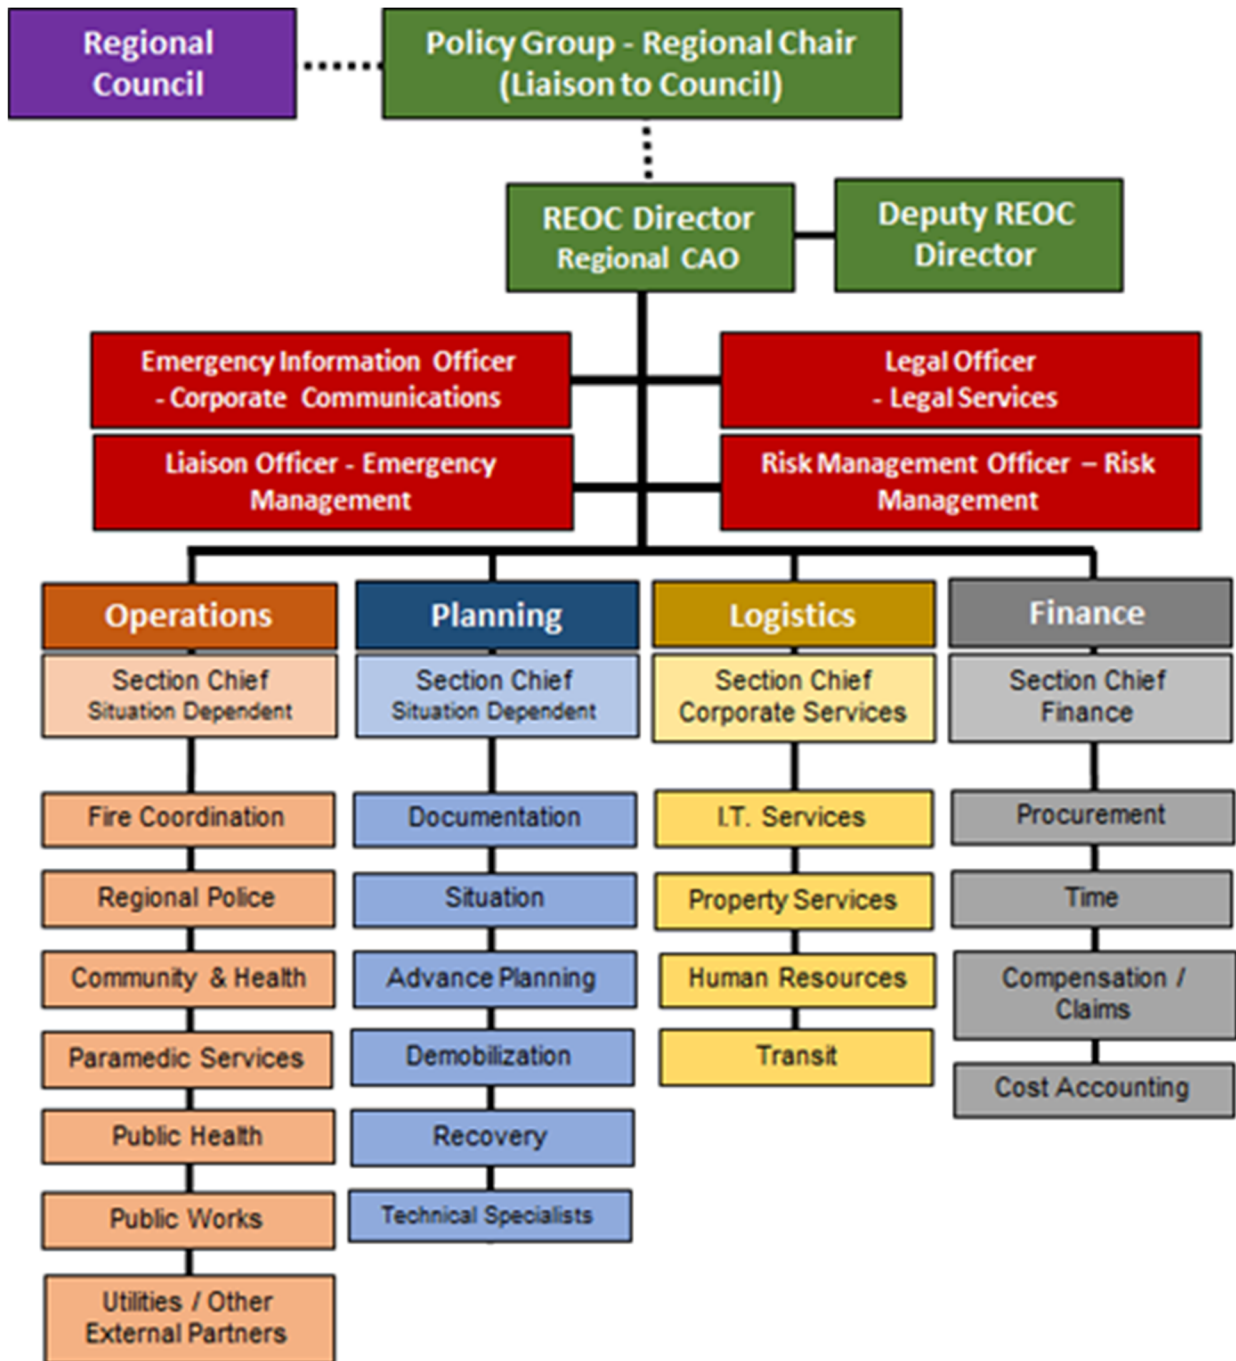 Regional
Council
Policy Group - Regional Chair
(Liaison to Council)
REOC Director
Regional CAO
Deputy REOC
Director
Emergency Information Officer
- Corporate Communications
Legal Officer
- Legal Services
Liaison Officer - Emergency
Management
Risk Management Officer – Risk
Management
Operations
Section Chief
Situation Dependent
Fire Coordination
Regional Police
Community & Health
Paramedic Services
Public Health
Public Works
Utilities / Other
External Partners
Planning
Section Chief
Situation Dependent
Documentation
Situation
Advance Planning
Demobilization
Recovery
Technical Specialists
Logistics
Section Chief
Corporate Services
I.T. Services
Property Services
Human Resources
Transit
Finance
Section Chief
Finance
Procurement
Time
Compensation /
Claims
Cost Accounting